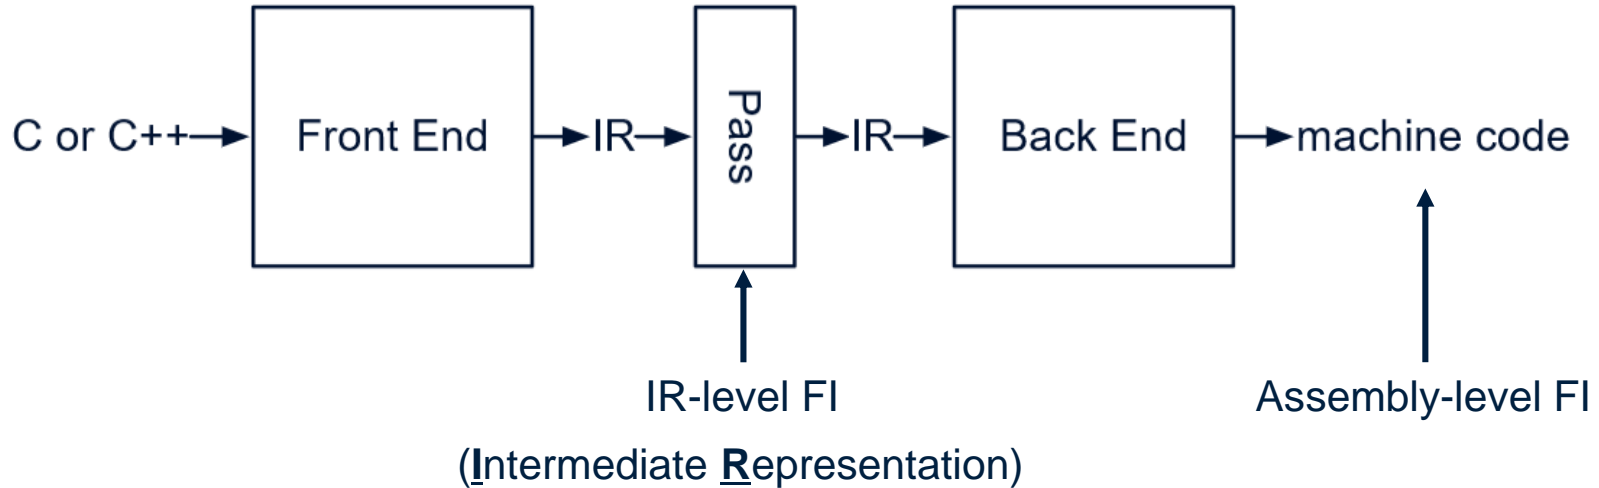 C or C++
Front End
IR
Pass
IR
Back End
machine code
IR-level FI
Assembly-level FI
(Intermediate Representation)